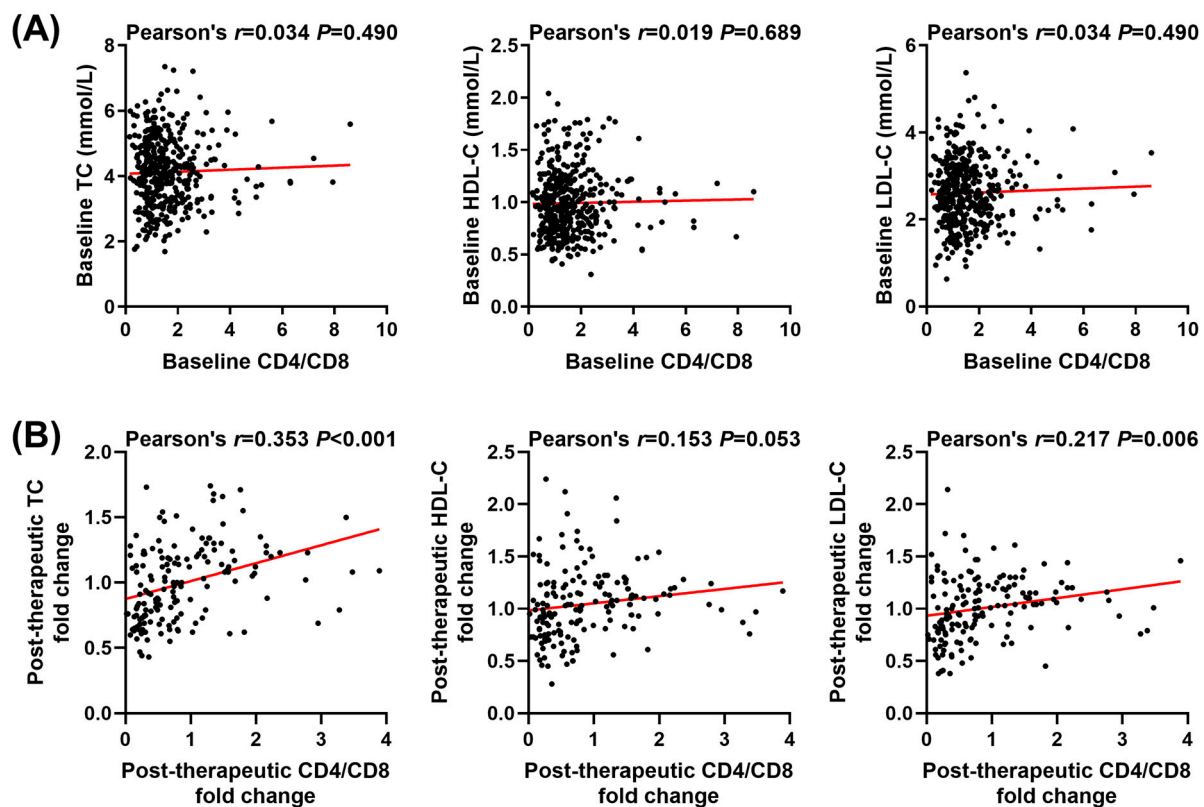 (A)
Pearson's r=0.034 P=0.490
Baseline TC (mmol/L)
8
6
4
2
0
0 2 4 6 8 10
Baseline CD4/CD8
Pearson's r=0.019 P=0.689
Baseline HDL-C (mmol/L)
2.5
2.0
1.5
1.0
0.5
0.0
0 2 4 6 8 10
Baseline CD4/CD8
Pearson's r=0.034 P=0.490
Baseline LDL-C (mmol/L)
6
4
2
0
0 2 4 6 8 10
Baseline CD4/CD8
(B)
Pearson's r=0.353 P<0.001
Post-therapeutic TC
fold change
2.0
1.5
1.0
0.5
0.0
0 1 2 3 4
Post-therapeutic CD4/CD8
fold change
Pearson's r=0.153 P=0.053
Post-therapeutic HDL-C
fold change
2.5
2.0
1.5
1.0
0.5
0.0
0 1 2 3 4
Post-therapeutic CD4/CD8
fold change
Pearson's r=0.217 P=0.006
Post-therapeutic LDL-C
fold change
2.5
2.0
1.5
1.0
0.5
0.0
0 1 2 3 4
Post-therapeutic CD4/CD8
fold change